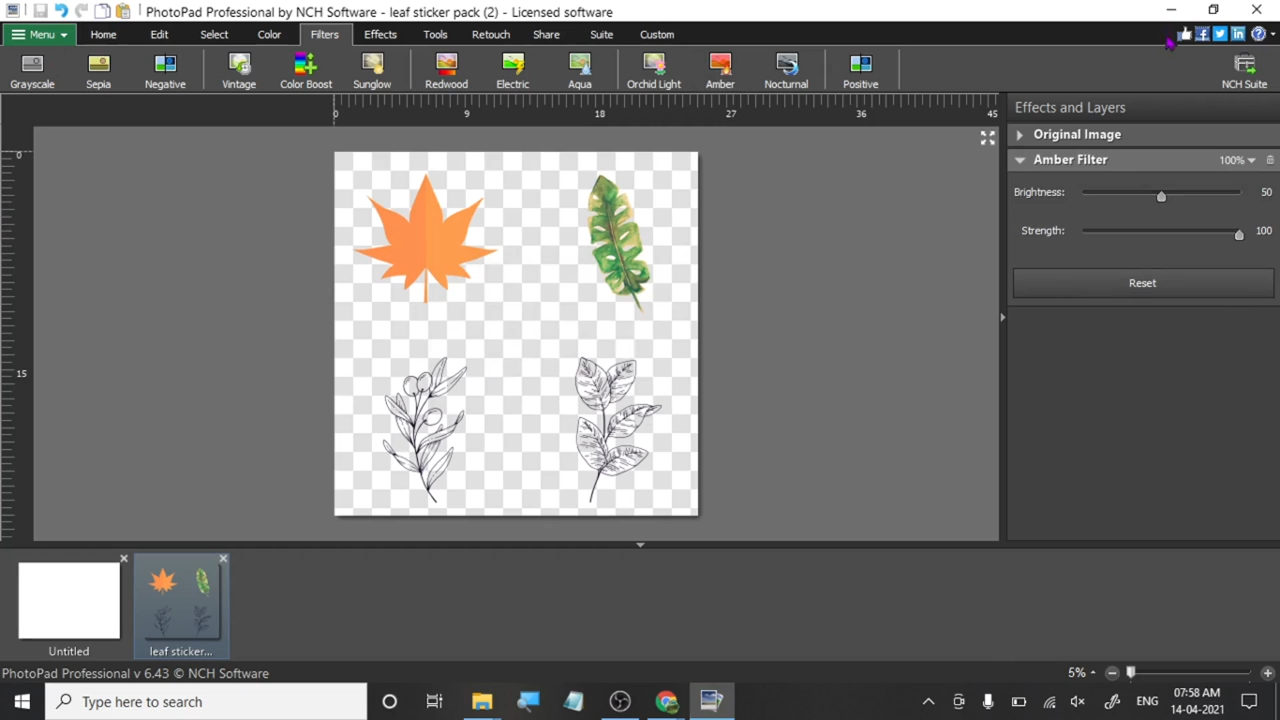 PhotoPad Professional by NCH Software - leaf sticker pack (2) - Licensed software
Menu Home Edit Select Color Filters Effects Tools Retouch Share Suite Custom
Grayscale Sepia Negative Vintage Color Boost Sunglow Redwood Electric Aqua Orchid Light Amber Nocturnal Positive NCH Suite
0 9 18 27 36 45
0
15
Effects and Layers
Original Image
Amber Filter 100%
Brightness: 50
Strength: 100
Reset
Untitled leaf sticker...
PhotoPad Professional v 6.43 © NCH Software 5%
Type here to search
ENG
07:58 AM
14-04-2021